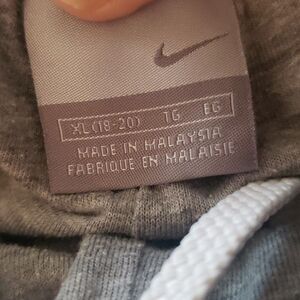 XL(18-20) TG EG
MADE IN MALAYSIA
FABRIQUE EN MALAISIE